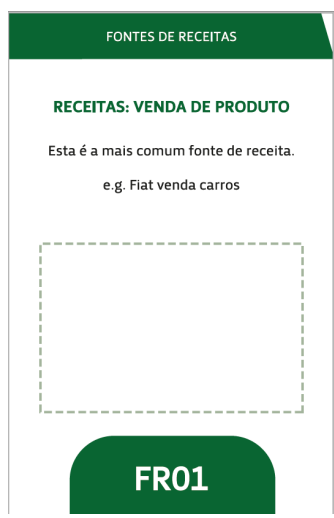 FONTES DE RECEITAS
RECEITAS: VENDA DE PRODUTO
Esta é a mais comum fonte de receita.
e.g. Fiat venda carros
FR01